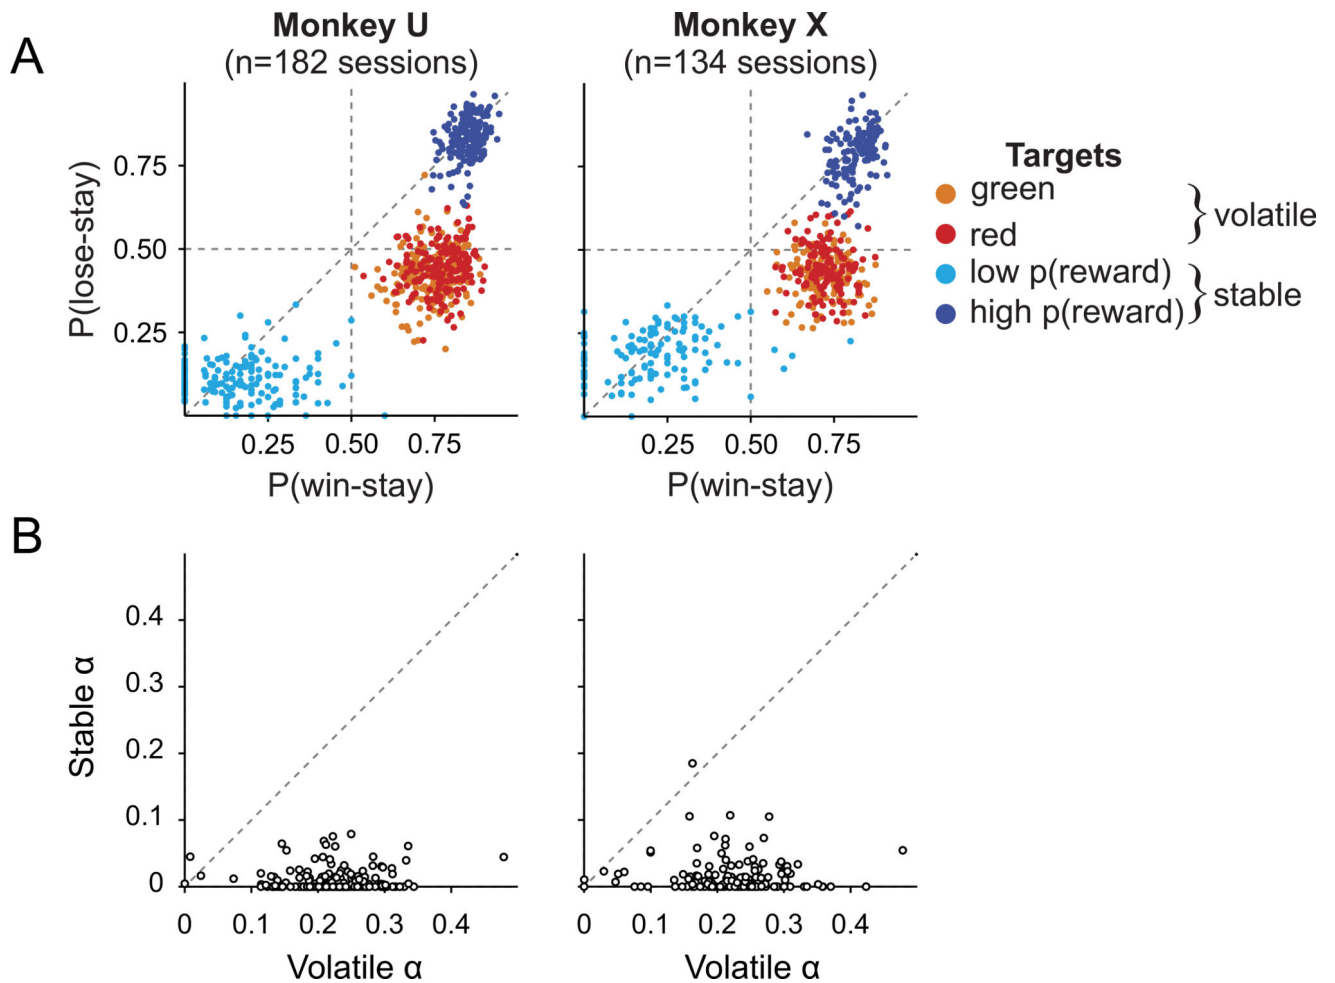 A
Monkey U
(n=182 sessions)
Monkey X
(n=134 sessions)
P(lose-stay)
0.75
0.50
0.25
0.25 0.50 0.75
P(win-stay)
0.25 0.50 0.75
P(win-stay)
Targets
green
red
volatile
low p(reward)
high p(reward)
stable
B
Stable α
0.4
0.3
0.2
0.1
0
0 0.1 0.2 0.3 0.4
Volatile α
0 0.1 0.2 0.3 0.4
Volatile α